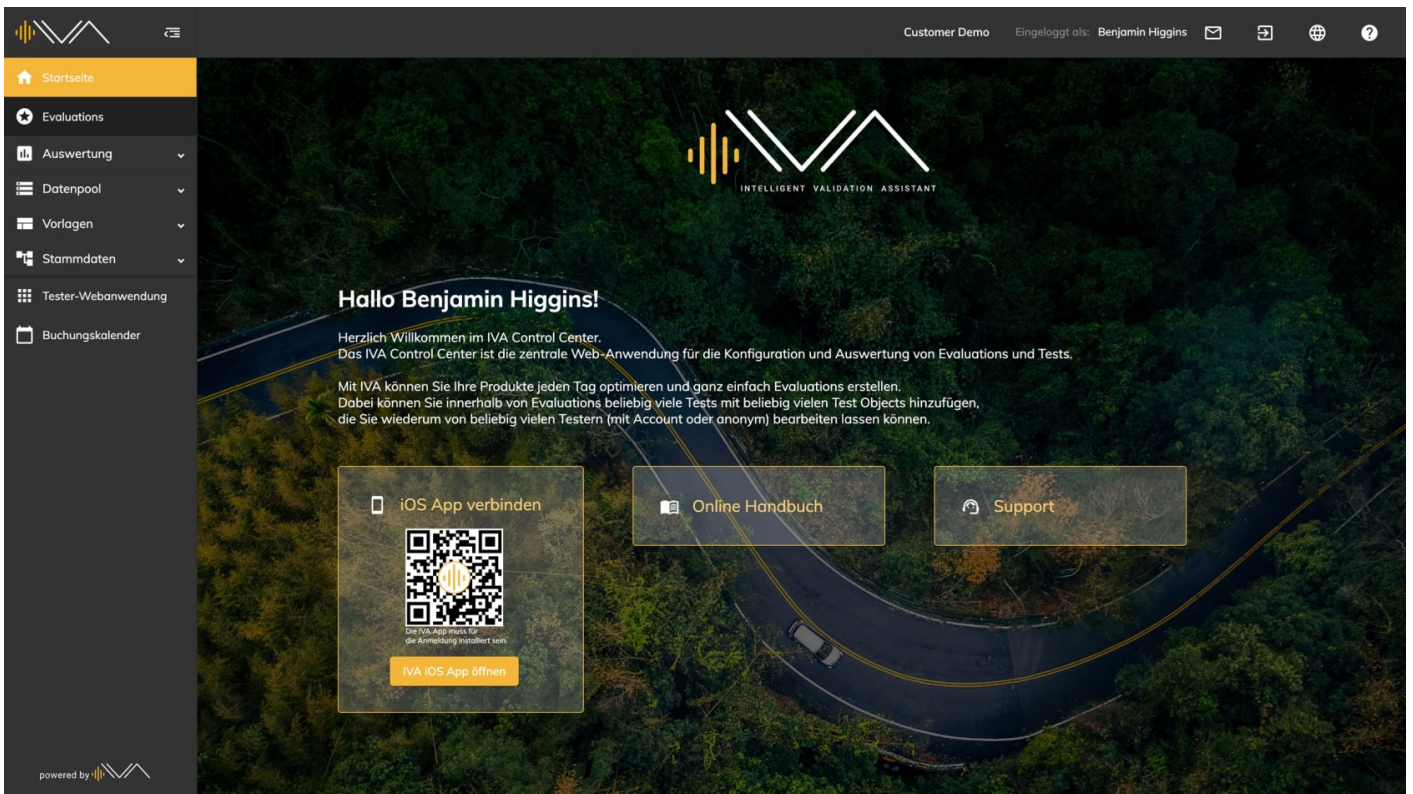 Customer Demo
Eingeloggt als: Benjamin Higgins
Startseite
Evaluations
Auswertung
Datenpool
Vorlagen
Stammdaten
Tester-Webanwendung
Buchungskalender
powered by IVA
IVA
INTELLIGENT VALIDATION ASSISTANT
Hallo Benjamin Higgins!
Herzlich Willkommen im IVA Control Center.
Das IVA Control Center ist die zentrale Web-Anwendung für die Konfiguration und Auswertung von Evaluations und Tests.
Mit IVA können Sie Ihre Produkte jeden Tag optimieren und ganz einfach Evaluations erstellen.
Dabei können Sie innerhalb von Evaluations beliebig viele Tests mit beliebig vielen Test Objects hinzufügen,
die Sie wiederum von beliebig vielen Testern (mit Account oder anonym) bearbeiten lassen können.
iOS App verbinden
Die IVA App muss für
die Anmeldung installiert sein.
IVA iOS App öffnen
Online Handbuch
Support